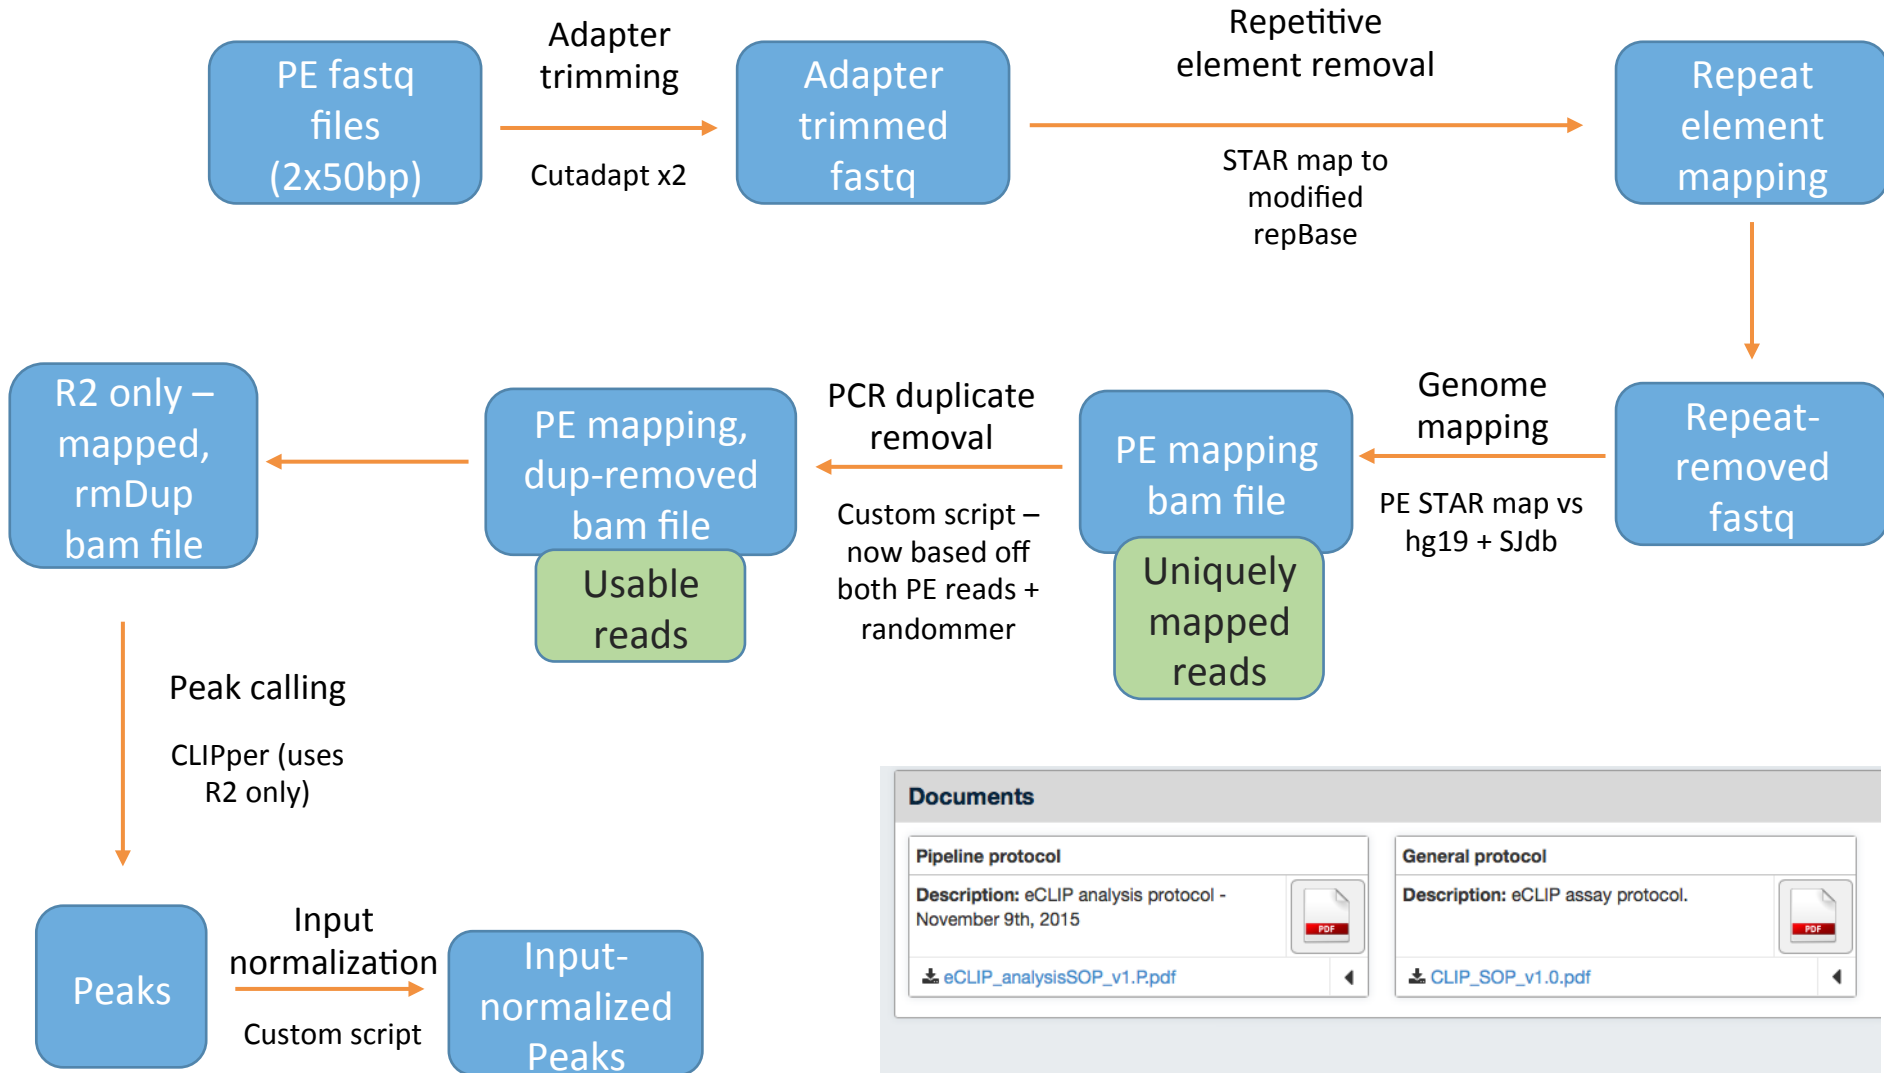 PE fastq
files
(2x50bp)
Adapter
trimming
Cutadapt x2
Adapter
trimmed
fastq
Repetitive
element removal
STAR map to
modified
repBase
Repeat
element
mapping
Repeat-
removed
fastq
Genome
mapping
PE STAR map vs
hg19 + SJdb
PE mapping
bam file
Uniquely
mapped
reads
PCR duplicate
removal
Custom script –
now based off
both PE reads +
randommer
PE mapping,
dup-removed
bam file
Usable
reads
R2 only –
mapped,
rmDup
bam file
Peak calling
CLIPper (uses
R2 only)
Peaks
Input
normalization
Custom script
Input-
normalized
Peaks
Documents
Pipeline protocol
Description: eCLIP analysis protocol -
November 9th, 2015
PDF
eCLIP_analysisSOP_v1.P.pdf
General protocol
Description: eCLIP assay protocol.
PDF
CLIP_SOP_v1.0.pdf